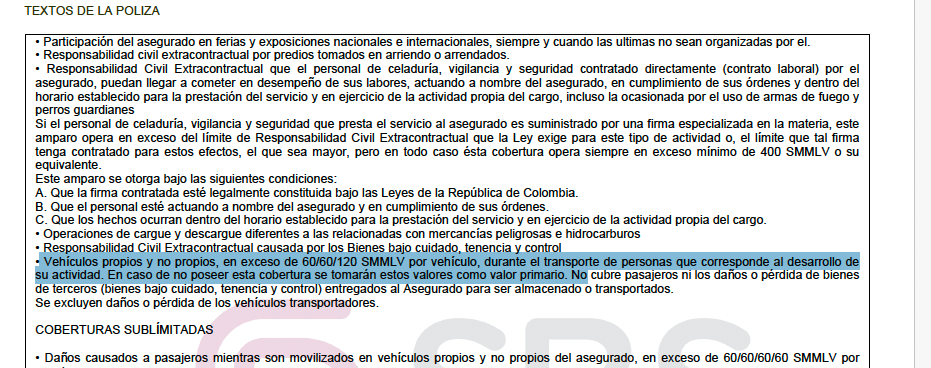 TEXTOS DE LA POLIZA
• Participación del asegurado en ferias y exposiciones nacionales e internacionales, siempre y cuando las ultimas no sean organizadas por el.
• Responsabilidad civil extracontractual por predios tomados en arriendo o arrendados.
• Responsabilidad Civil Extracontractual que el personal de celaduría, vigilancia y seguridad contratado directamente (contrato laboral) por el
asegurado, puedan llegar a cometer en desempeño de sus labores, actuando a nombre del asegurado, en cumplimiento de sus órdenes y dentro del
horario establecido para la prestación del servicio y en ejercicio de la actividad propia del cargo, incluso la ocasionada por el uso de armas de fuego y
perros guardianes
Si el personal de celaduría, vigilancia y seguridad que presta el servicio al asegurado es suministrado por una firma especializada en la materia, este
amparo opera en exceso del límite de Responsabilidad Civil Extracontractual que la Ley exige para este tipo de actividad o, el límite que tal firma
tenga contratado para estos efectos, el que sea mayor, pero en todo caso ésta cobertura opera siempre en exceso mínimo de 400 SMMLV o su
equivalente.
Este amparo se otorga bajo las siguientes condiciones:
A. Que la firma contratada esté legalmente constituida bajo las Leyes de la República de Colombia.
B. Que el personal esté actuando a nombre del asegurado y en cumplimiento de sus órdenes.
C. Que los hechos ocurran dentro del horario establecido para la prestación del servicio y en ejercicio de la actividad propia del cargo.
• Operaciones de cargue y descargue diferentes a las relacionadas con mercancías peligrosas e hidrocarburos
• Responsabilidad Civil Extracontractual causada por los Bienes bajo cuidado, tenencia y control
• Vehículos propios y no propios, en exceso de 60/60/120 SMMLV por vehículo, durante el transporte de personas que corresponde al desarrollo de
su actividad. En caso de no poseer esta cobertura se tomarán estos valores como valor primario. No cubre pasajeros ni los daños o pérdida de bienes
de terceros (bienes bajo cuidado, tenencia y control) entregados al Asegurado para ser almacenado o transportados.
Se excluyen daños o pérdida de los vehículos transportadores.
COBERTURAS SUBLÍMITADAS
• Daños causados a pasajeros mientras son movilizados en vehículos propios y no propios del asegurado, en exceso de 60/60/60/60 SMMLV por